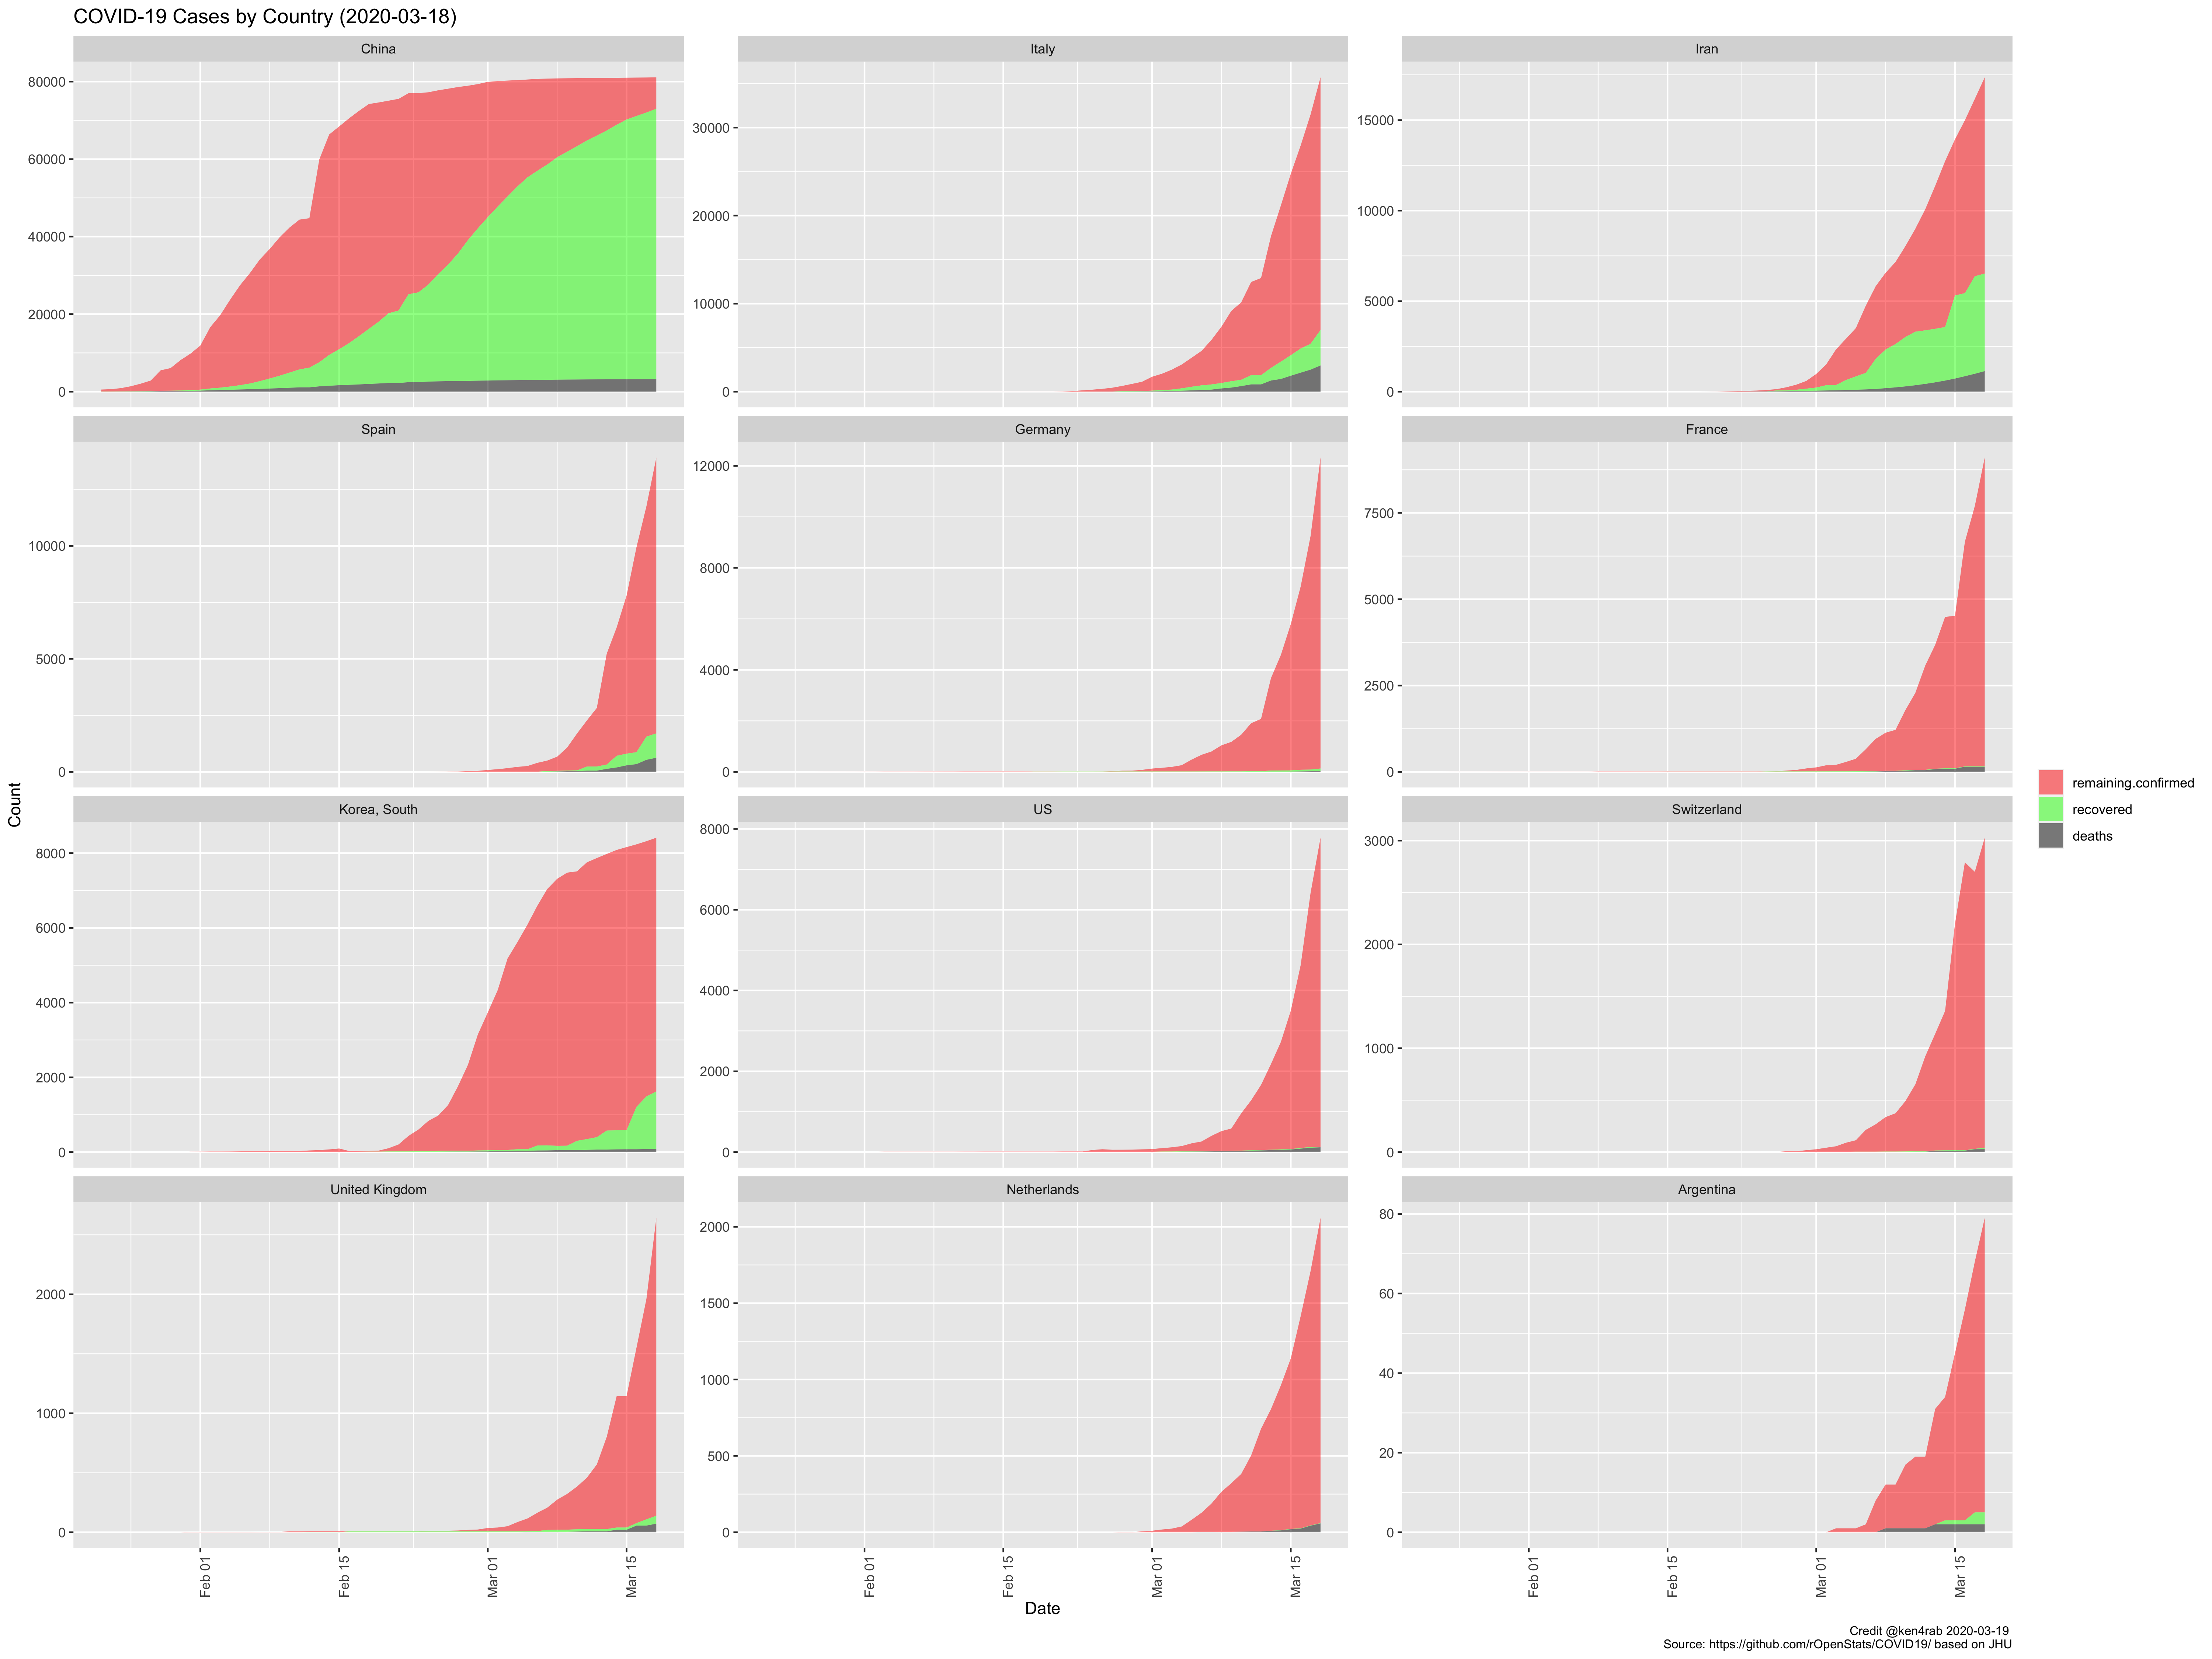 COVID-19 Cases by Country (2020-03-18)
China
Italy
Iran
80000
60000
40000
20000
0
30000
20000
10000
0
15000
10000
5000
0
Spain
Germany
France
10000
5000
0
12000
8000
4000
0
7500
5000
2500
0
Korea, South
US
Switzerland
8000
6000
4000
2000
0
8000
6000
4000
2000
0
3000
2000
1000
0
United Kingdom
Netherlands
Argentina
2000
1000
0
2000
1500
1000
500
0
80
60
40
20
0
Feb 01
Feb 15
Mar 01
Mar 15
Feb 01
Feb 15
Mar 01
Mar 15
Feb 01
Feb 15
Mar 01
Mar 15
Count
Date
remaining.confirmed
recovered
deaths
Credit @ken4rab 2020-03-19
Source: https://github.com/rOpenStats/COVID19/ based on JHU